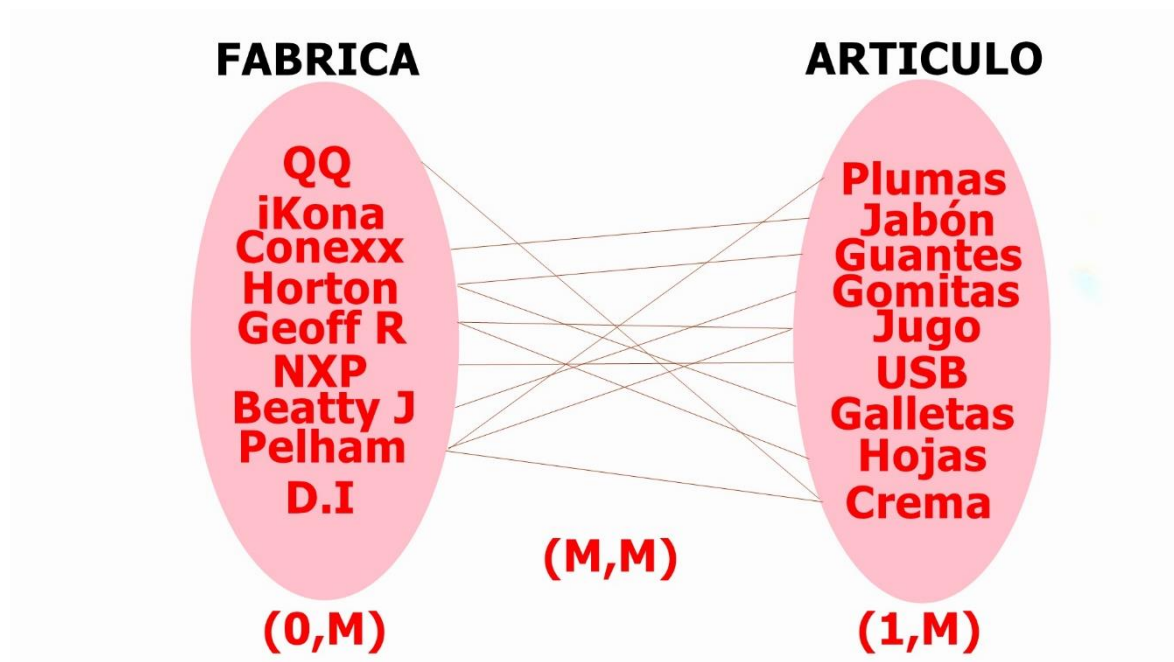 FABRICA
QQ
iKona
Conexx
Horton
Geoff R
NXP
Beatty J
Pelham
D.I
(0,M)
(M,M)
ARTICULO
Plumas
Jabón
Guantes
Gomitas
Jugo
USB
Galletas
Hojas
Crema
(1,M)